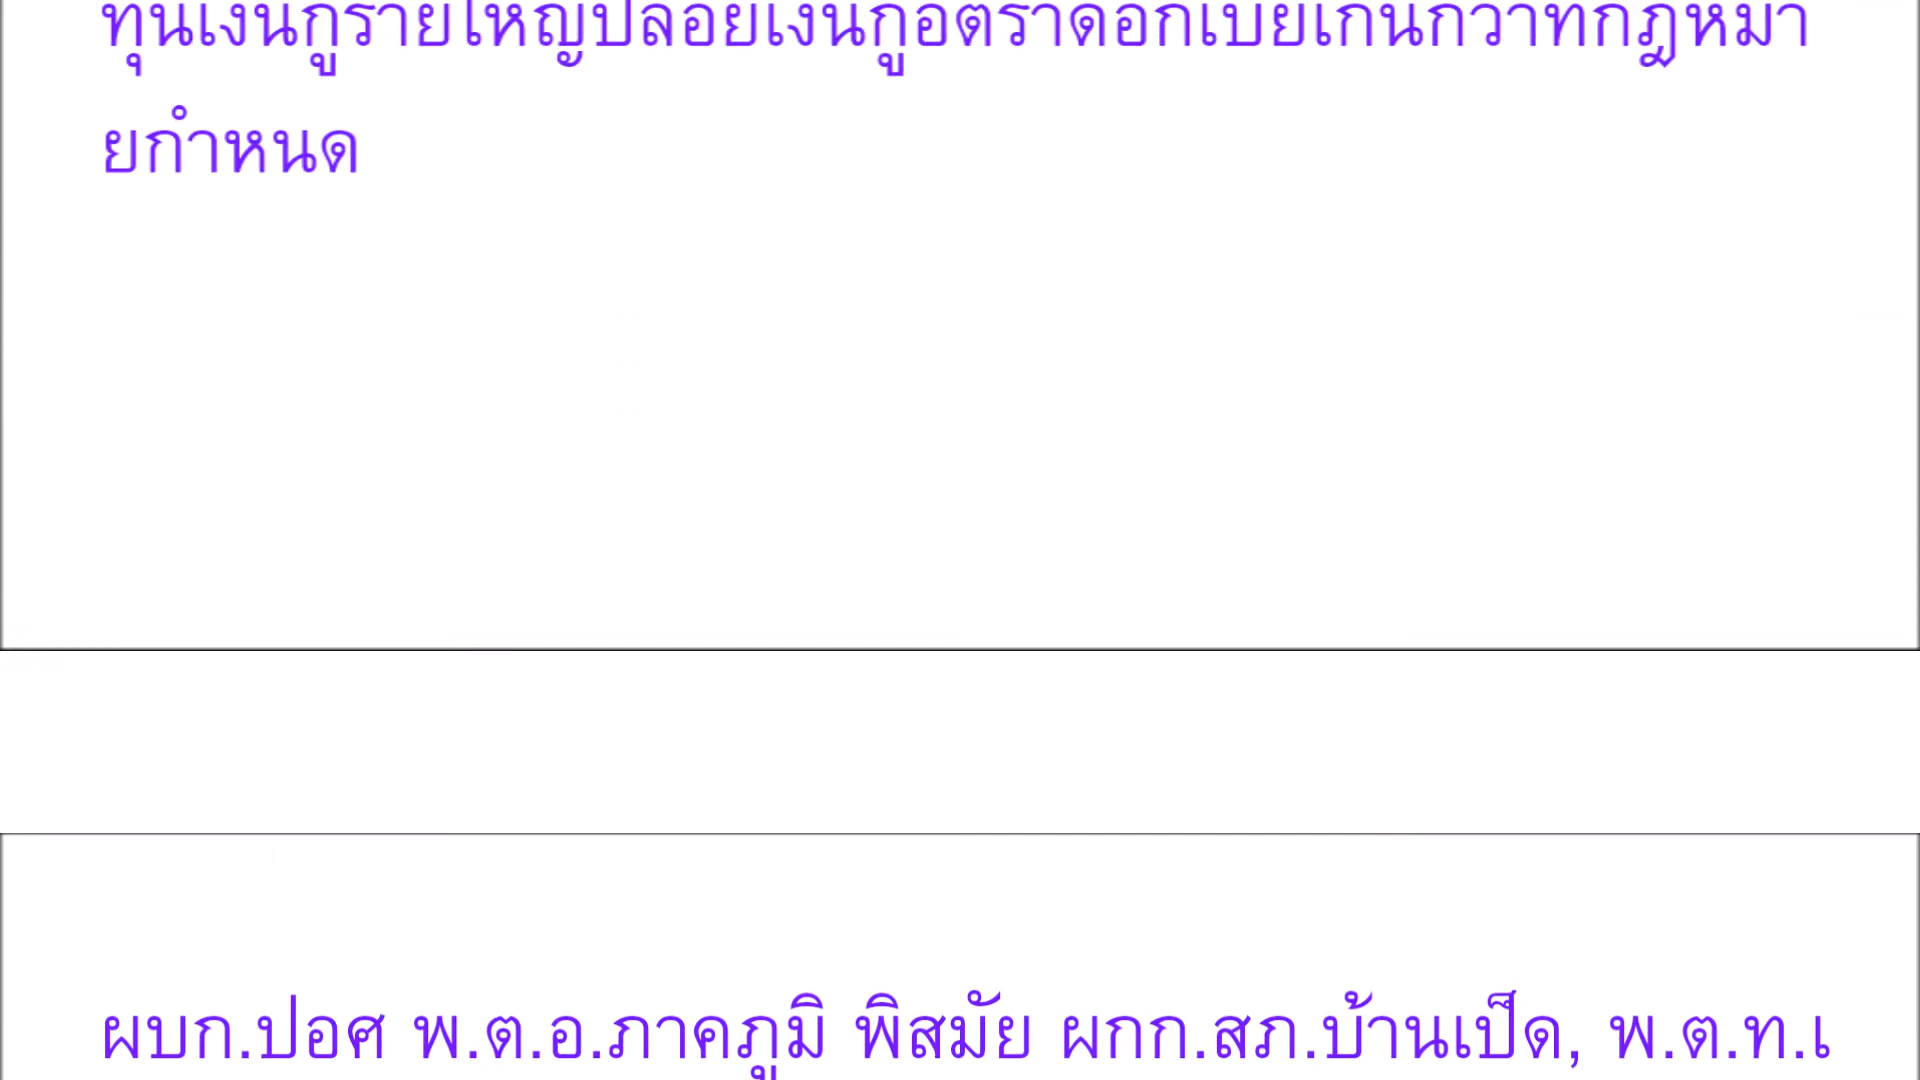 ทุนเงินกู้รายใหญ่ปล่อยเงินกู้อัตราดอกเบี้ยเกินกว่าที่กฎหมา
ยกำหนด
ผบก.ปอศ พ.ต.อ.ภาคภูมิ พิสมัย ผกก.สภ.บ้านเป็ด, พ.ต.ท.เ